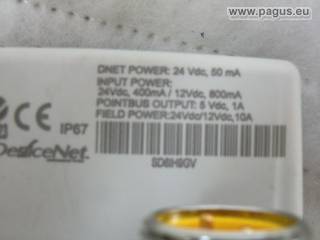 www.pagus.eu
DNET POWER: 24 Vdc, 50 mA
INPUT POWER:
24Vdc, 400mA / 12Vdc, 800mA
POINTBUS OUTPUT: 5 Vdc, 1A
FIELD POWER:24Vdc/12Vdc,10A
CE IP67
DeviceNet